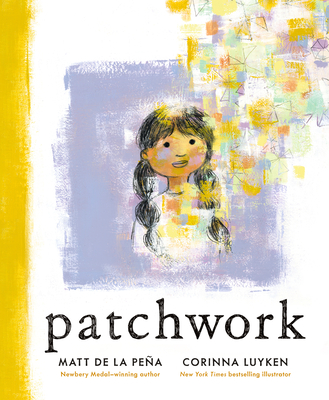 patchwork
MATT DE LA PEÑA CORINNA LUYKEN
Newbery Medal–winning author New York Times bestselling illustrator